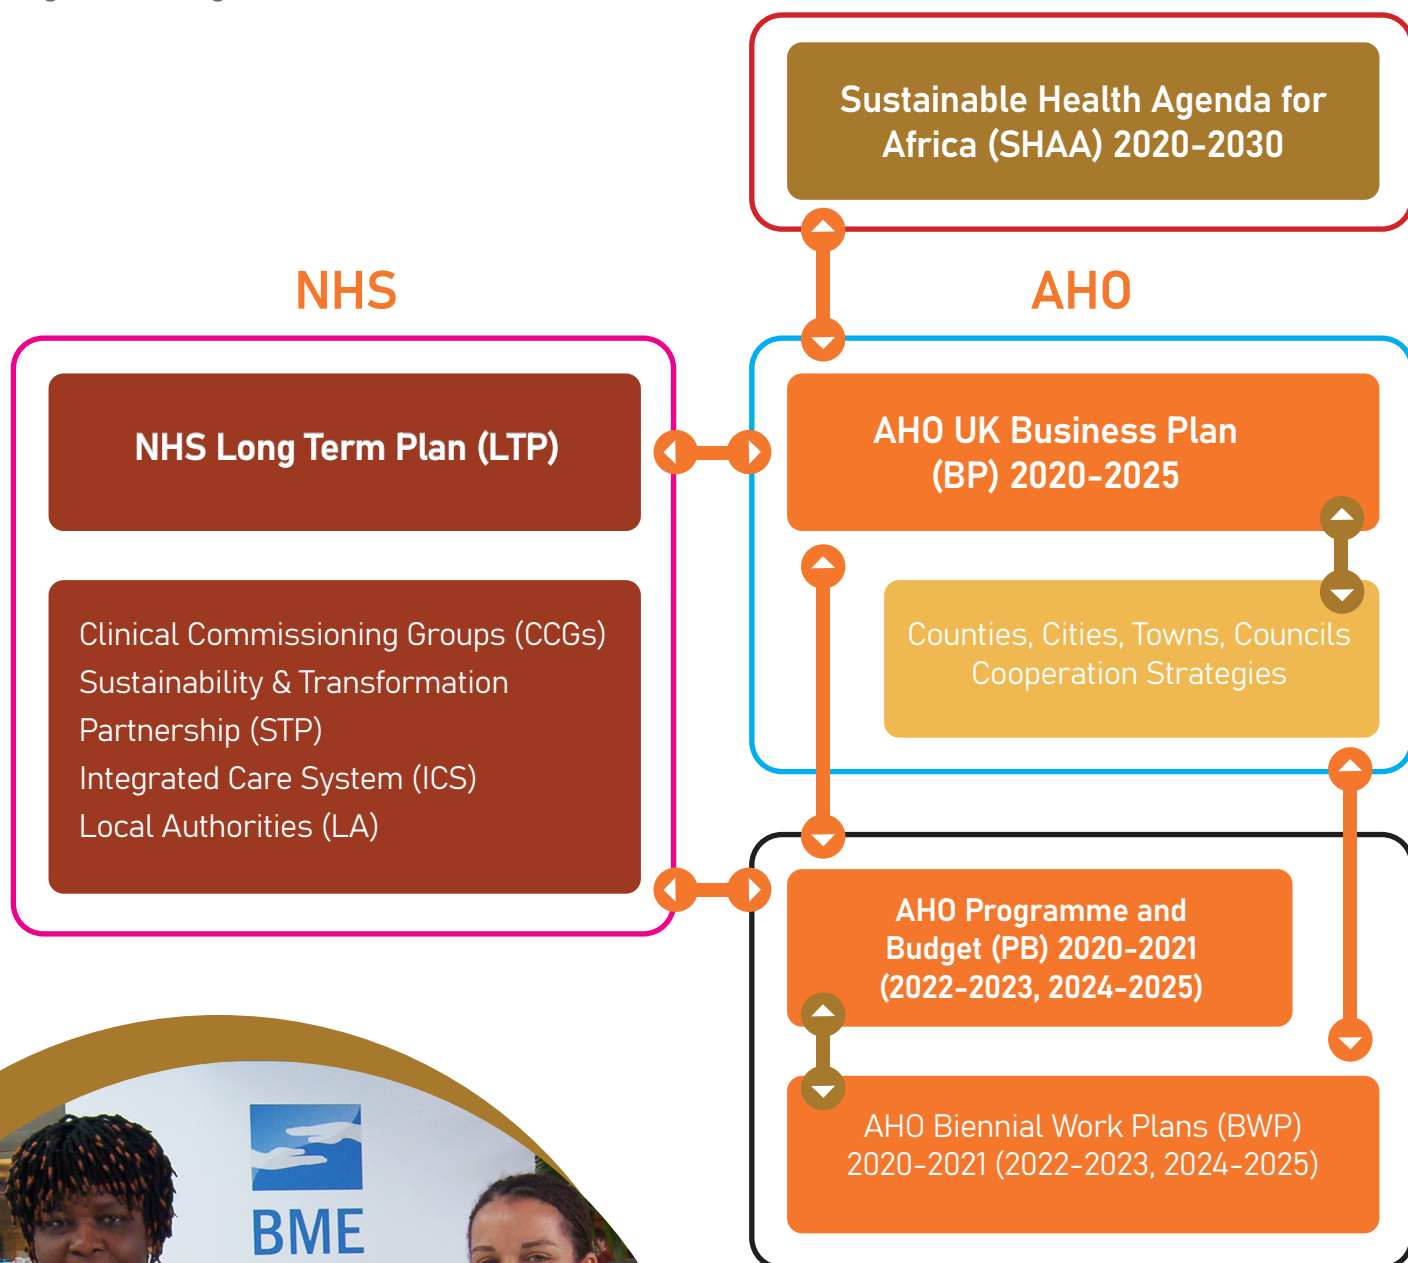 Sustainable Health Agenda for
Africa (SHAA) 2020-2030
NHS
AHO
NHS Long Term Plan (LTP)
AHO UK Business Plan
(BP) 2020-2025
Clinical Commissioning Groups (CCGs)
Sustainability & Transformation
Partnership (STP)
Integrated Care System (ICS)
Local Authorities (LA)
Counties, Cities, Towns, Councils
Cooperation Strategies
AHO Programme and
Budget (PB) 2020-2021
(2022-2023, 2024-2025)
AHO Biennial Work Plans (BWP)
2020-2021 (2022-2023, 2024-2025)
BME